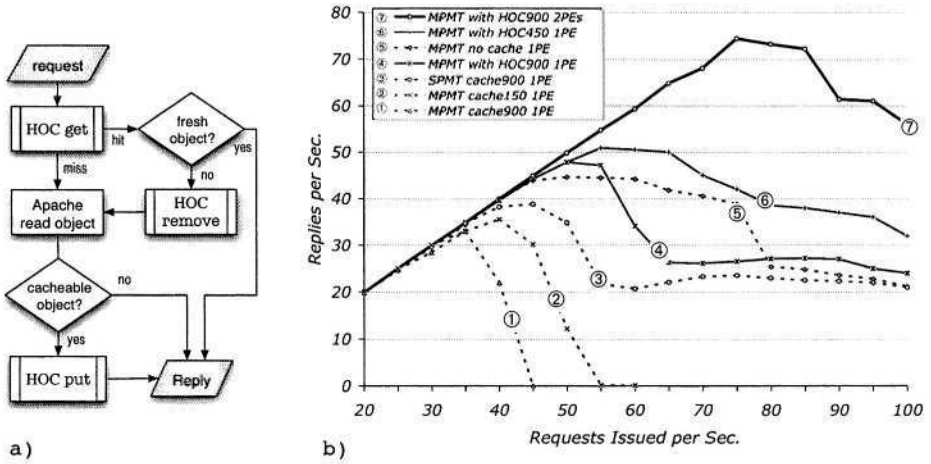 request
HOC get
hit
fresh
object?
yes
miss
no
Apache
read object
HOC
remove
cacheable
object?
no
yes
HOC put
Reply
a)
80
70
60
50
40
30
20
10
0
Replies per Sec.
⑦ MPMT with HOC900 2PEs
⑥ MPMT with HOC450 1PE
⑤ MPMT no cache 1PE
④ MPMT with HOC900 1PE
SPMT cache900 1PE
② MPMT cache150 1PE
① MPMT cache900 1PE
⑦
⑥
⑤
④
③
②
①
20
30
40
50
60
70
80
90
100
Requests Issued per Sec.
b)